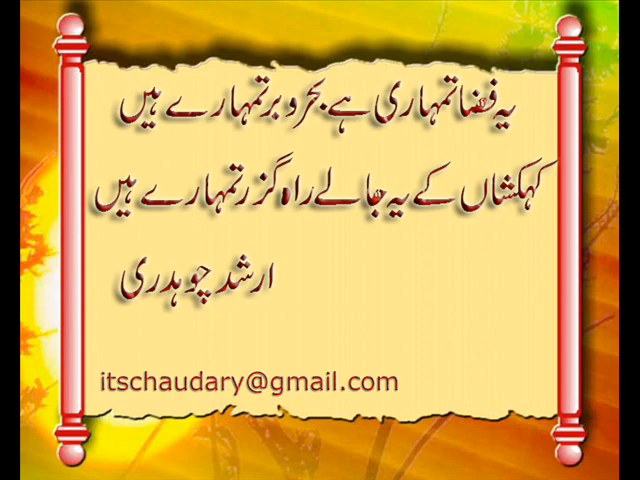 یہ فضا تمہاری ہے بحر و بر تمہارے ہیں
کہکشاں کے یہ جالے راہ گزر تمہارے ہیں
ارشد چوہدری
itschaudary@gmail.com